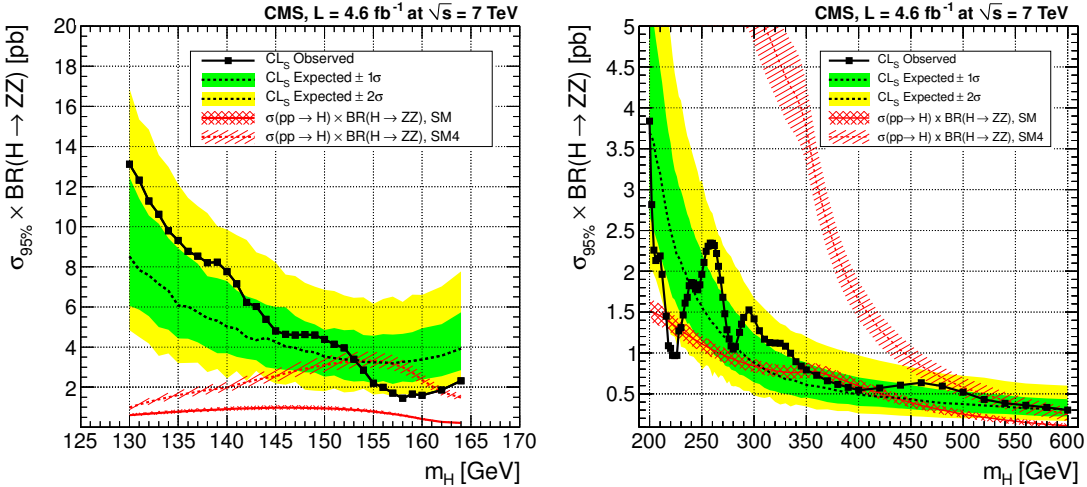 CMS, L = 4.6 fb⁻¹ at √s = 7 TeV
σ95% × BR(H → ZZ) [pb]
20
18
16
14
12
10
8
6
4
2
CLS Observed
CLS Expected ± 1σ
CLS Expected ± 2σ
σ(pp → H) × BR(H → ZZ), SM
σ(pp → H) × BR(H → ZZ), SM4
125 130 135 140 145 150 155 160 165 170
mH [GeV]
CMS, L = 4.6 fb⁻¹ at √s = 7 TeV
σ95% × BR(H → ZZ) [pb]
5
4.5
4
3.5
3
2.5
2
1.5
1
0.5
CLS Observed
CLS Expected ± 1σ
CLS Expected ± 2σ
σ(pp → H) x BR(H → ZZ), SM
σ(pp → H) × BR(H → ZZ), SM4
200 250 300 350 400 450 500 550 600
mH [GeV]